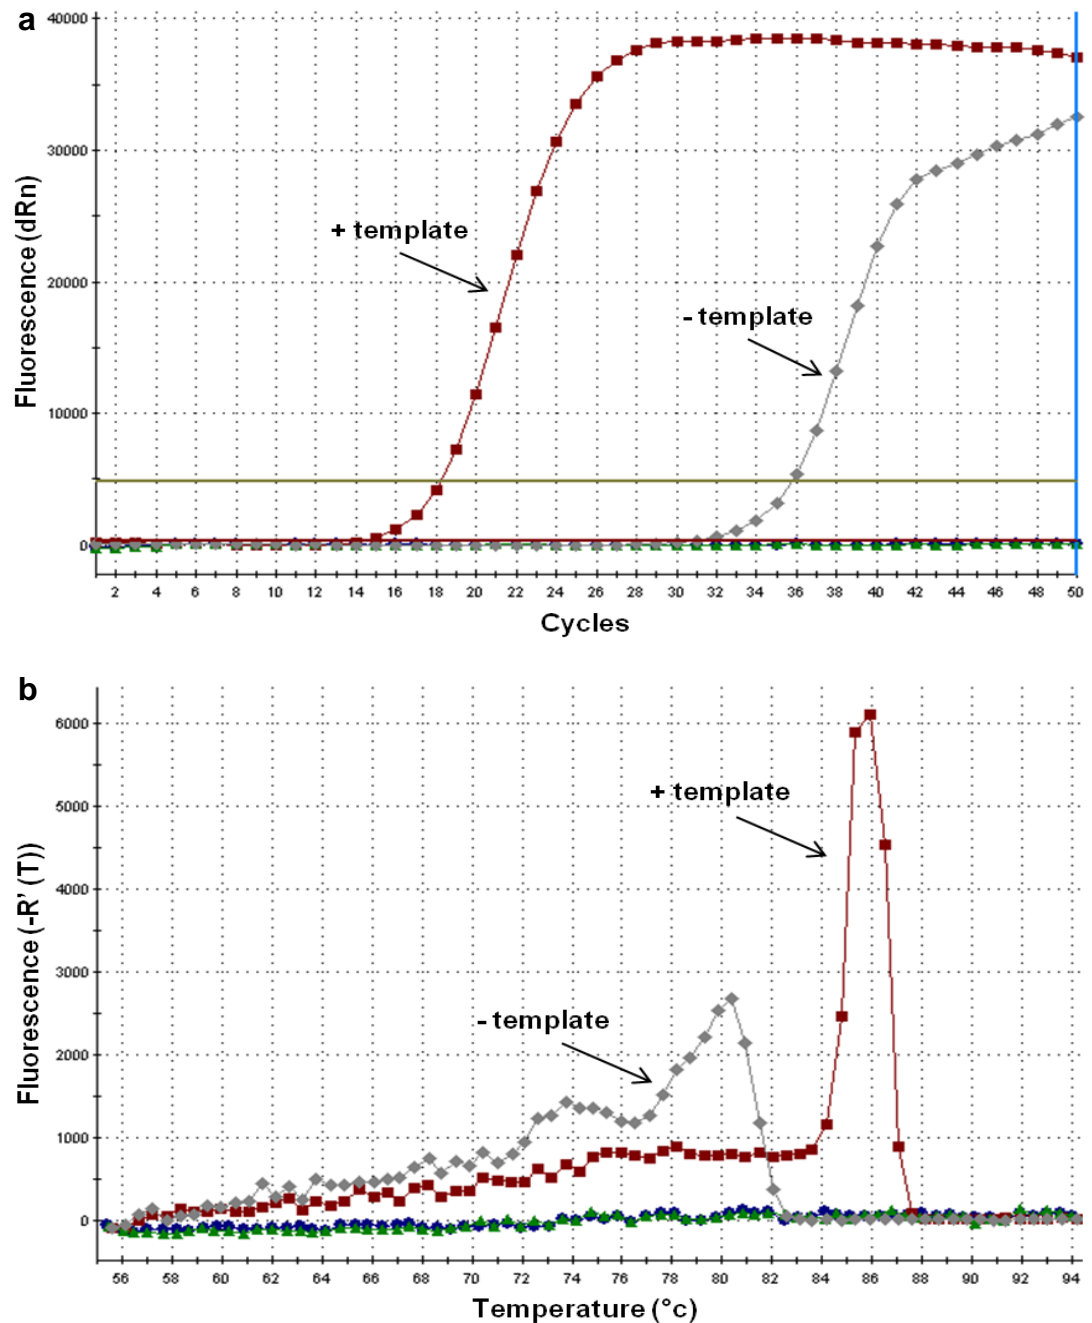 a
40000
30000
20000
10000
0
Fluorescence (dRn)
+ template
- template
2 4 6 8 10 12 14 16 18 20 22 24 26 28 30 32 34 36 38 40 42 44 46 48 50
Cycles
b
6000
5000
4000
3000
2000
1000
0
Fluorescence (-R’ (T))
+ template
- template
56 58 60 62 64 66 68 70 72 74 76 78 80 82 84 86 88 90 92 94
Temperature (°c)